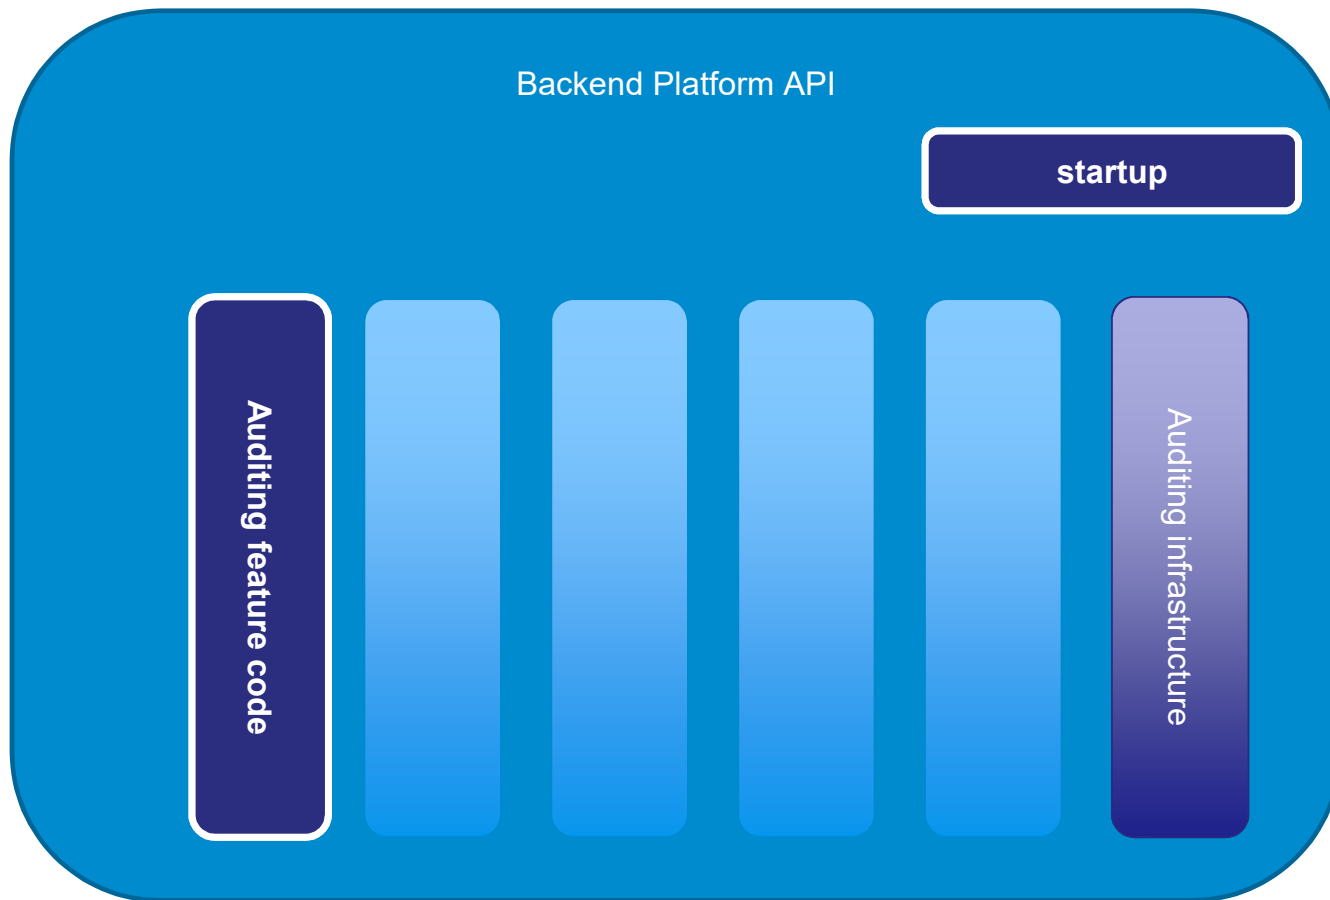 Backend Platform API
startup
Auditing feature code
Auditing infrastructure